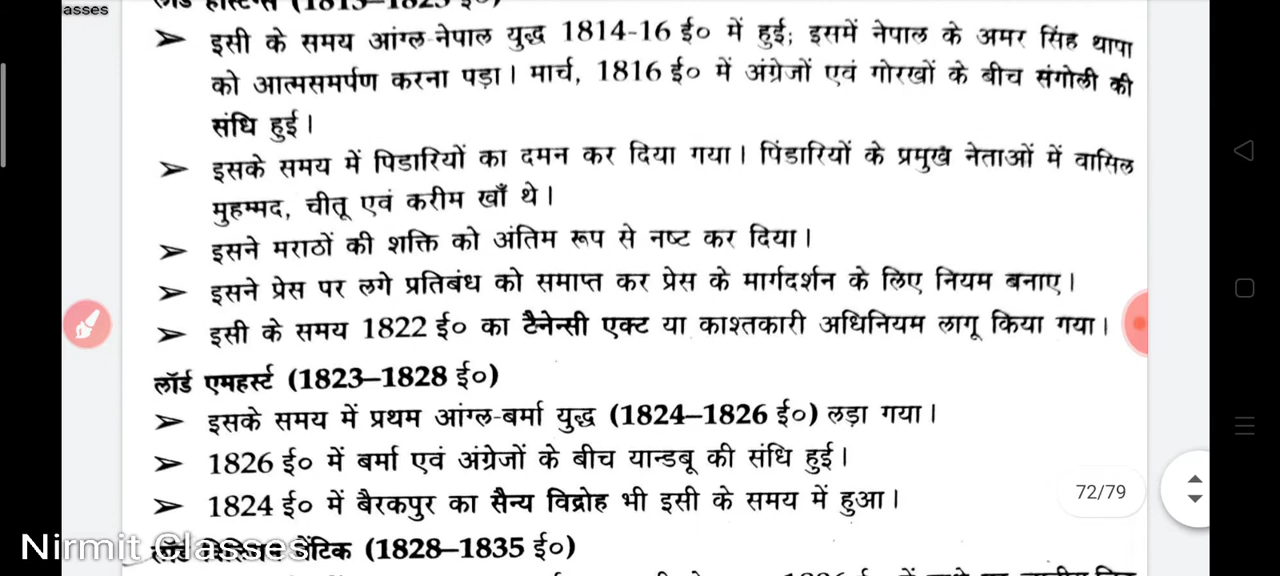 asses
(1813–1823 ई०)
➢ इसी के समय आंग्ल-नेपाल युद्ध 1814-16 ई० में हुई; इसमें नेपाल के अमर सिंह थापा
को आत्मसमर्पण करना पड़ा। मार्च, 1816 ई० में अंग्रेजों एवं गोरखों के बीच संगोली की
संधि हुई।
➢ इसके समय में पिडारियों का दमन कर दिया गया। पिंडारियों के प्रमुख नेताओं में वासिल
मुहम्मद, चीतू एवं करीम खाँ थे।
➢ इसने मराठों की शक्ति को अंतिम रूप से नष्ट कर दिया।
➢ इसने प्रेस पर लगे प्रतिबंध को समाप्त कर प्रेस के मार्गदर्शन के लिए नियम बनाए।
➢ इसी के समय 1822 ई० का टैनेन्सी एक्ट या काश्तकारी अधिनियम लागू किया गया।
लॉर्ड एमहर्स्ट (1823–1828 ई०)
➢ इसके समय में प्रथम आंग्ल-बर्मा युद्ध (1824–1826 ई०) लड़ा गया।
➢ 1826 ई० में बर्मा एवं अंग्रेजों के बीच यान्डबू की संधि हुई।
72/79
➢ 1824 ई० में बैरकपुर का सैन्य विद्रोह भी इसी के समय में हुआ।
Nirmit Classes
(1828–1835 ई०)